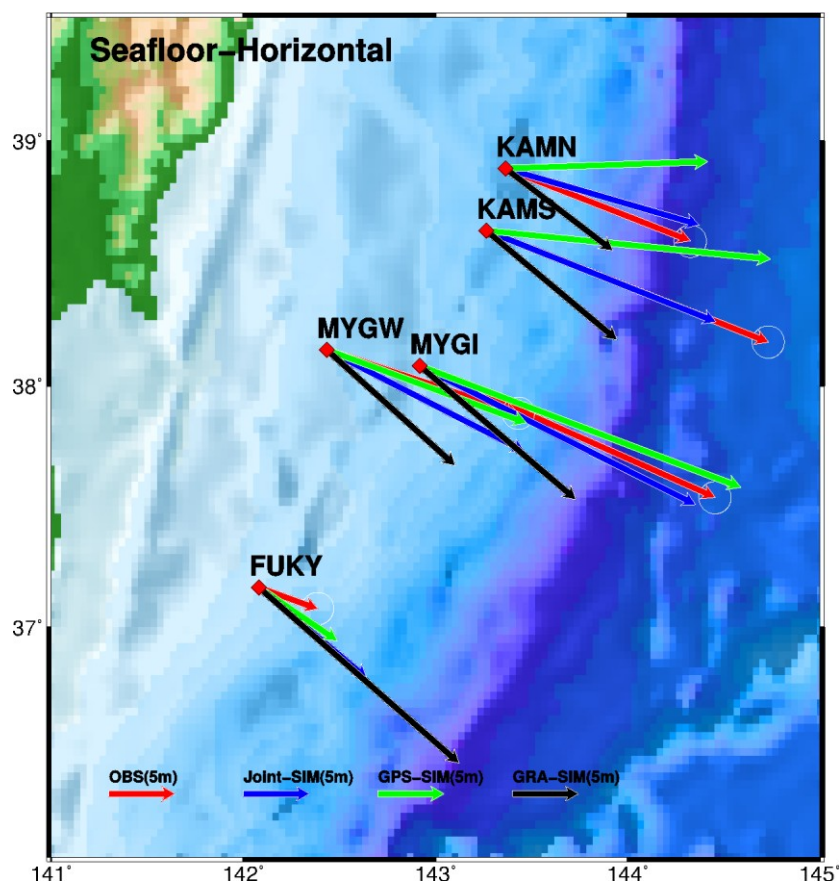 Seafloor-Horizontal
39°
KAMN
KAMS
MYGW
MYGI
38°
FUKY
37°
OBS(5m) Joint-SIM(5m) GPS-SIM(5m) GRA-SIM(5m)
141° 142° 143° 144° 145°